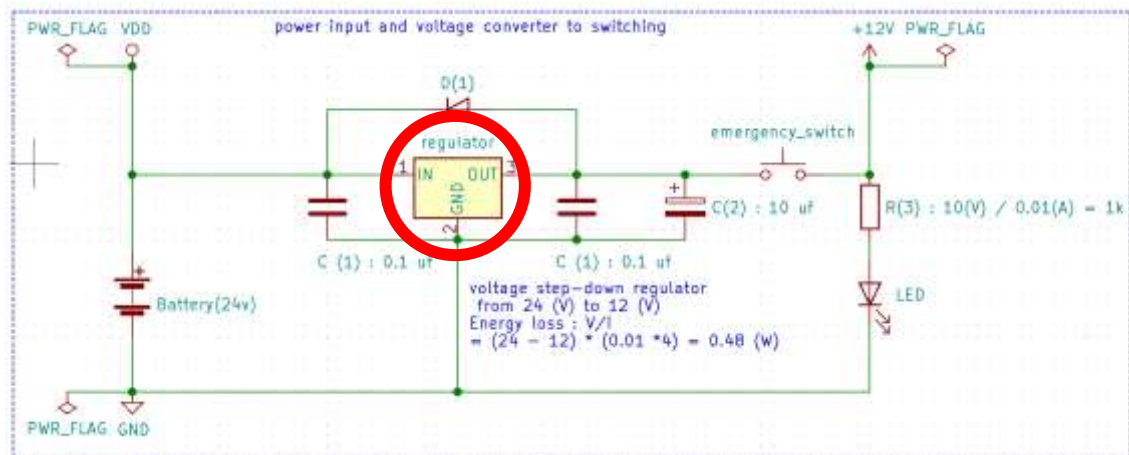 PWR_FLAG VDD
power input and voltage converter to switching
+12V PWR_FLAG
D(1)
emergency_switch
regulator
1 IN OUT 3
GND
2
C(2) : 10 uf
R(3) : 10(V) / 0.01(A) = 1k
C (1) : 0.1 uf
C (1) : 0.1 uf
Battery(24v)
voltage step-down regulator
from 24 (V) to 12 (V)
Energy loss : V/I
= (24 - 12) * (0.01 *4) = 0.48 (W)
LED
PWR_FLAG GND